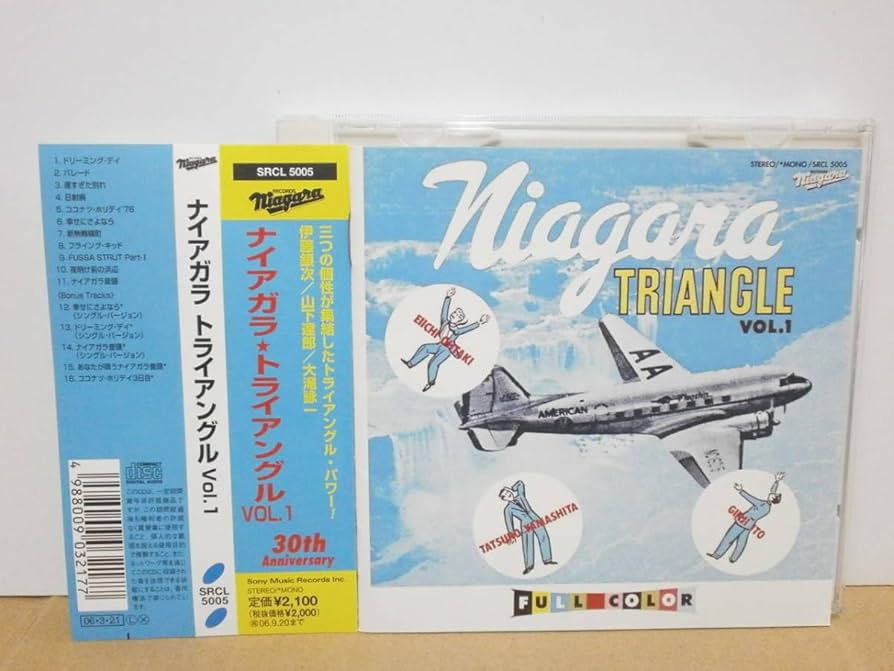 1. ドリーミング・デイ
2. パレード
3. 遅すぎた別れ
4. 日射病
5. ココナツ・ホリデイ'76
6. 幸せにさよなら
7. 新無頼横町
8. フライング・キッド
9. FUSSA STRUT Part-1
10. 夜明け前の浜辺
11. ナイアガラ音頭
〈Bonus Tracks〉
12. 幸せにさよなら*
(シングル・バージョン)
13. ドリーミング・デイ*
(シングル・バージョン)
14. ナイアガラ音頭*
(シングル・バージョン)
15. あなたが唄うナイアガラ音頭*
16. ココナツ・ホリデイ3日目*
COMPACT
disc
DIGITAL AUDIO
4 988009 032177
06・3・21
Niagara
ナイアガラ トライアングル Vol.1
SRCL
5005
SRCL 5005
RECORDS
Niagara
三つの個性が集結したトライアングル・パワー!
伊藤銀次/山下達郎/大滝詠一
ナイアガラ★トライアングル
VOL.1
30th
Anniversary
Sony Music Records Inc.
STEREO/*MONO
定価¥2,100
(税抜価格¥2,000)
06.9.20まで
STEREO/*MONO/SRCL 5005
Niagara
Niagara
TRIANGLE
VOL.1
EIICHI OHTAKI
AA
AMERICAN
TATSURO YAMASHITA
GINJI ITO
FULL COLOR